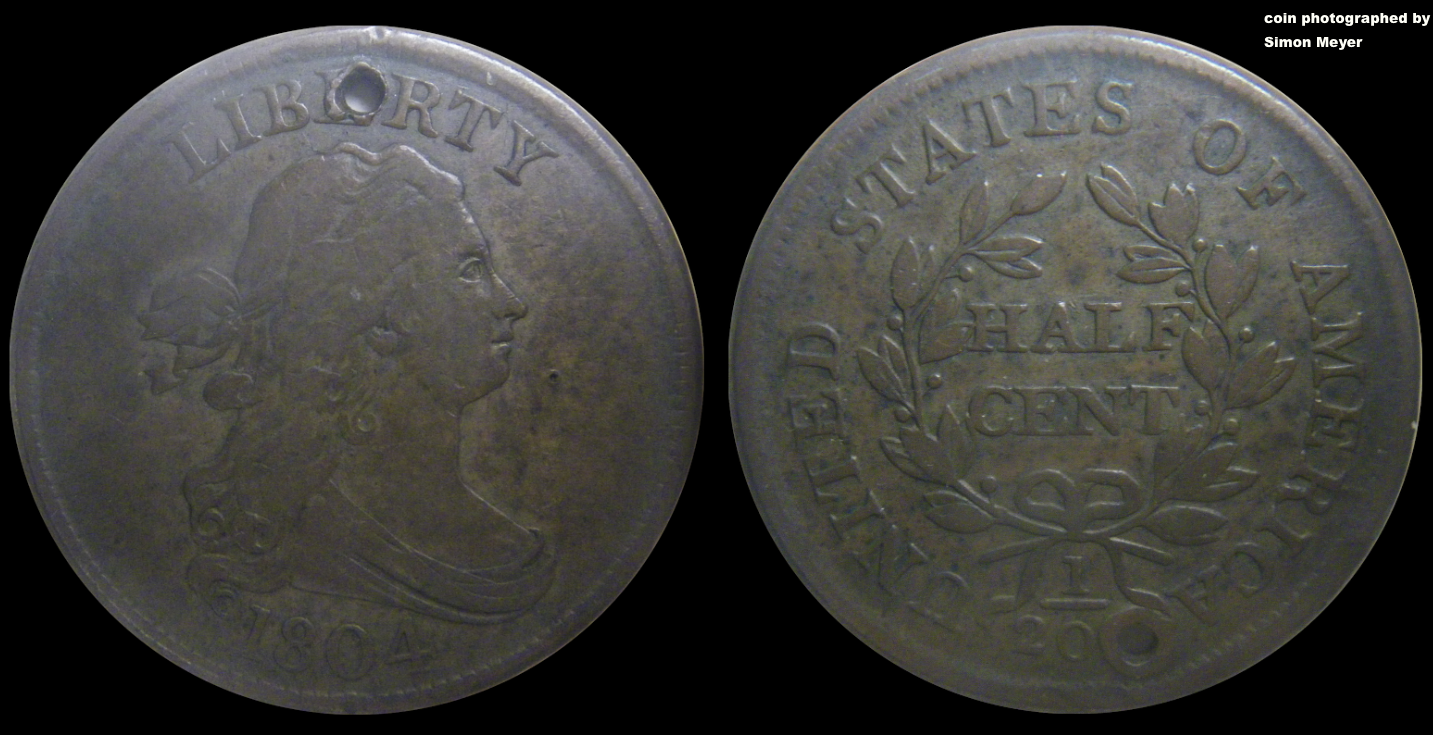 coin photographed by
Simon Meyer
LIBERTY
1804
UNITED STATES OF AMERICA
HALF
CENT
1
200